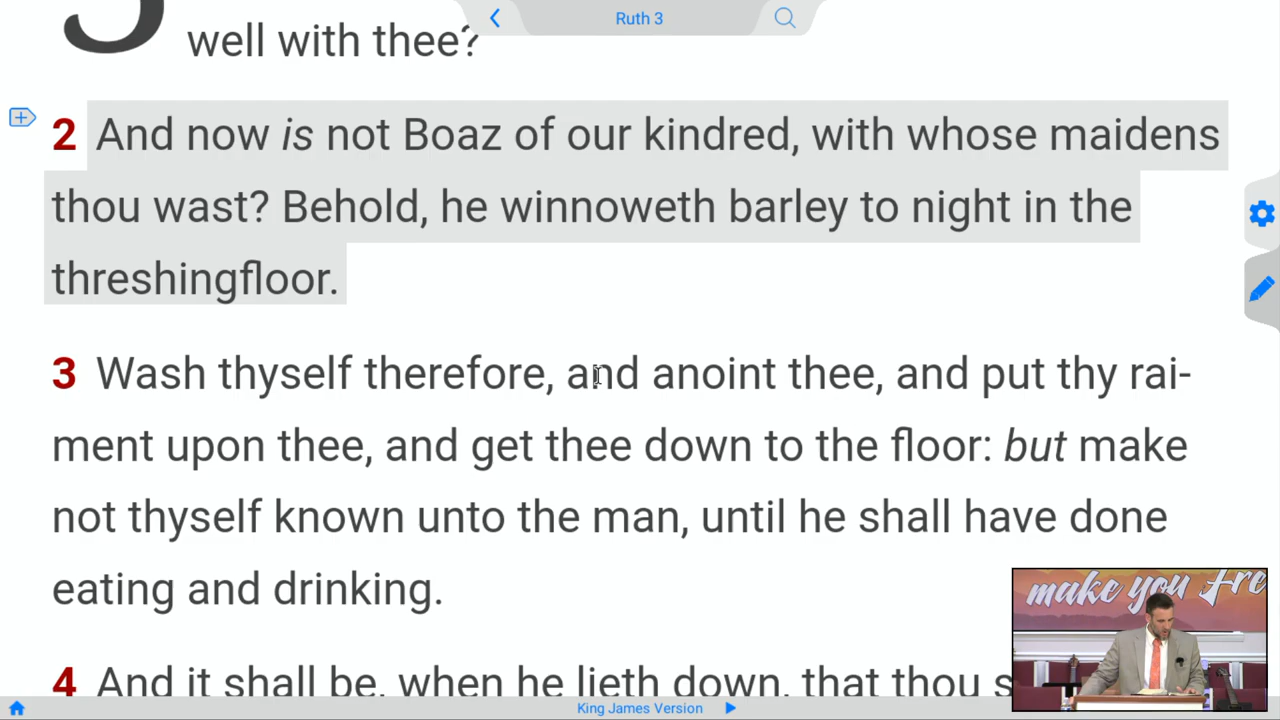 Ruth 3
well with thee?
2 And now is not Boaz of our kindred, with whose maidens
thou wast? Behold, he winnoweth barley to night in the
threshingfloor.
3 Wash thyself therefore, and anoint thee, and put thy rai-
ment upon thee, and get thee down to the floor: but make
not thyself known unto the man, until he shall have done
eating and drinking.
4 And it shall be, when he lieth down, that thou
make you Fre
King James Version